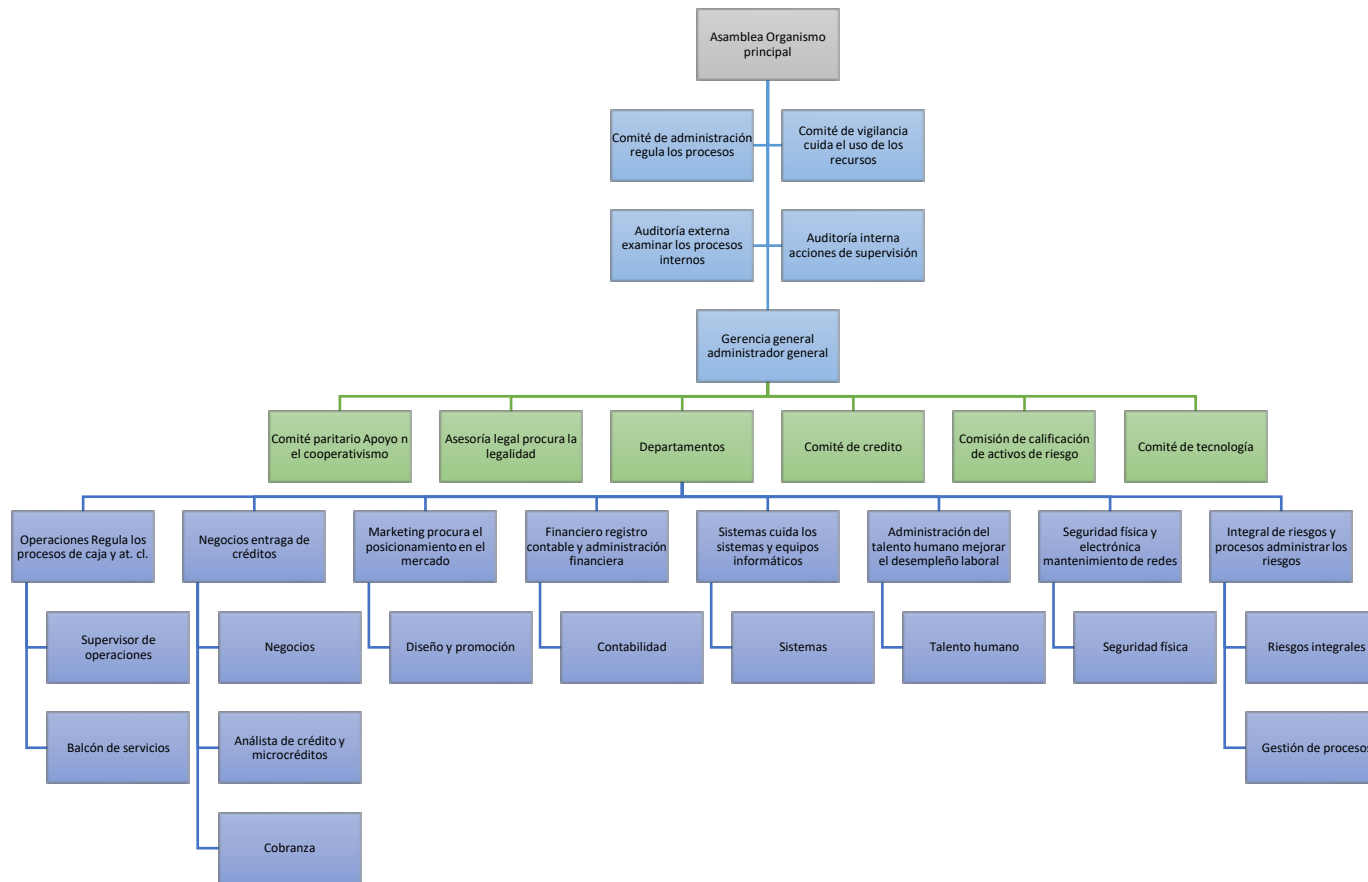 Asamblea Organismo
principal
Comité de administración
regula los procesos
Comité de vigilancia
cuida el uso de los
recursos
Auditoría externa
examinar los procesos
internos
Auditoría interna
acciones de supervisión
Gerencia general
administrador general
Comité paritario Apoyo n
el cooperativismo
Asesoría legal procura la
legalidad
Departamentos
Comité de credito
Comisión de calificación
de activos de riesgo
Comité de tecnología
Operaciones Regula los
procesos de caja y at. cl.
Negocios entraga de
créditos
Marketing procura el
posicionamiento en el
mercado
Financiero registro
contable y administración
financiera
Sistemas cuida los
sistemas y equipos
informáticos
Administración del
talento humano mejorar
el desempleño laboral
Seguridad física y
electrónica
mantenimiento de redes
Integral de riesgos y
procesos administrar los
riesgos
Supervisor de
operaciones
Negocios
Diseño y promoción
Contabilidad
Sistemas
Talento humano
Seguridad física
Riesgos integrales
Balcón de servicios
Análista de crédito y
microcréditos
Gestión de procesos
Cobranza